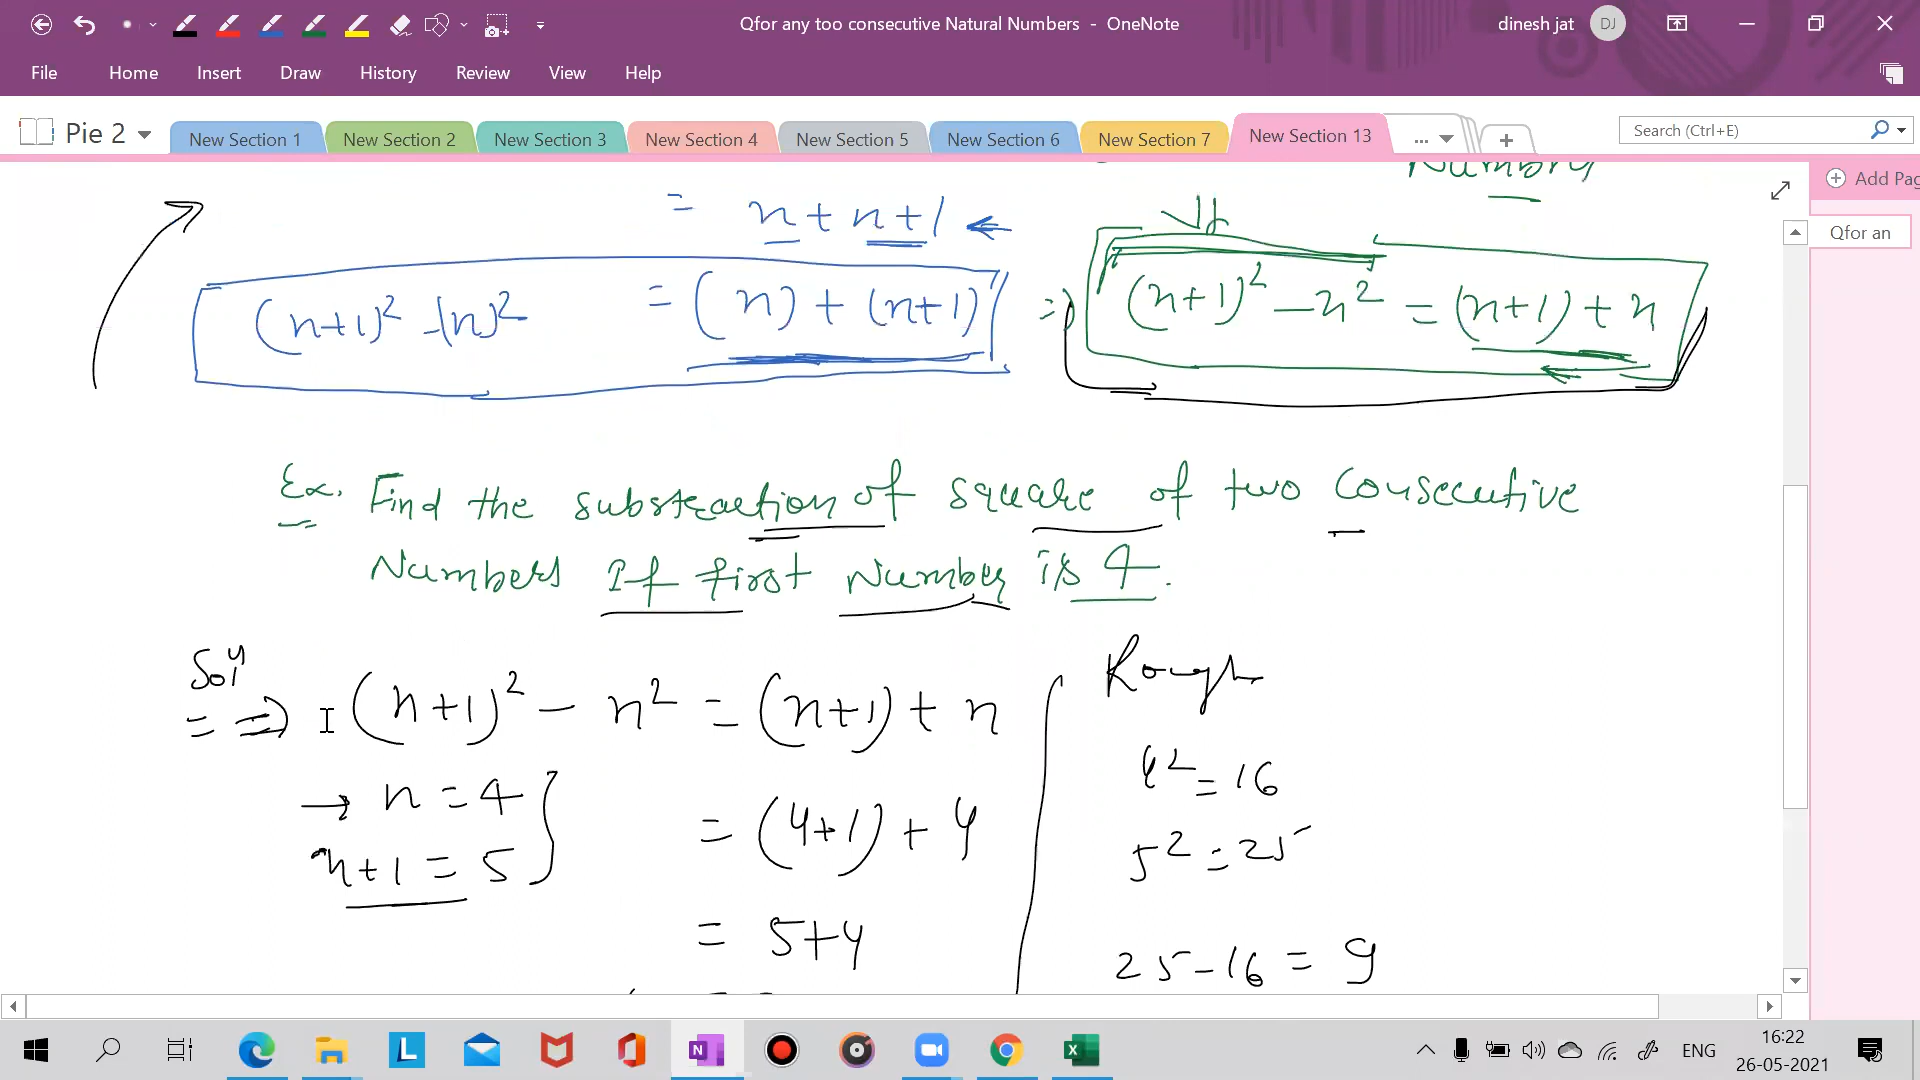 Qfor any too consecutive Natural Numbers - OneNote
dinesh jat
DJ
File Home Insert Draw History Review View Help
Pie 2
New Section 1
New Section 2
New Section 3
New Section 4
New Section 5
New Section 6
New Section 7
New Section 13
...
Search (Ctrl+E)
Add Pag
Qfor an
Numbers
= n + n+1
If
(n+1)² - (n)² = (n) + (n+1)
=> (n+1)² - n² = (n+1) + n
Ex. Find the substraction of square of two consecutive
Numbers If first Number is 4.
Solⁿ
=> (n+1)² - n² = (n+1) + n
→ n = 4
n+1 = 5
= (4+1) + 4
= 5+4
Rough
4² = 16
5² = 25
25 - 16 = 9
ENG
16:22
26-05-2021